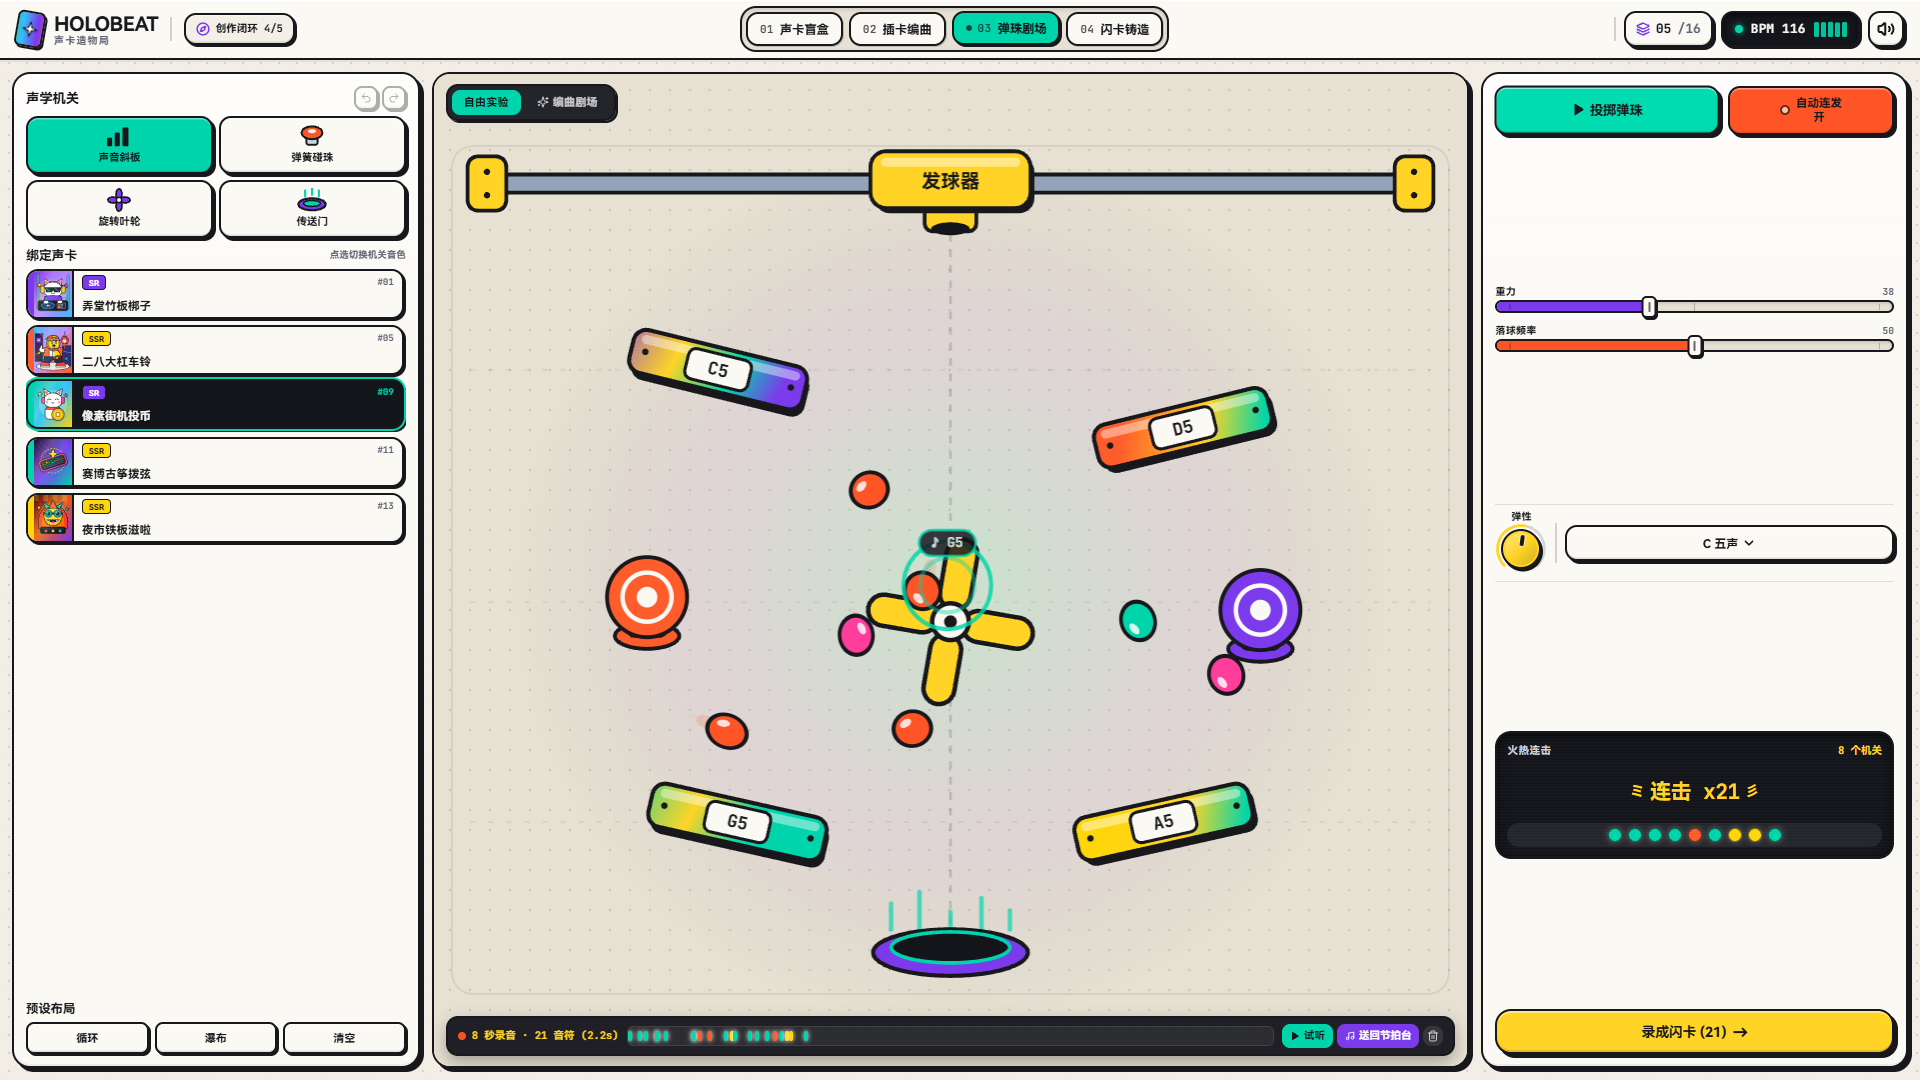 HOLOBEAT
声卡造物局
创作闭环 4/5
01 声卡盲盒
02 插卡编曲
03 弹珠剧场
04 闪卡铸造
05 /16
BPM 116
声学机关
声音斜板
弹簧碰珠
旋转叶轮
传送门
绑定声卡
点选切换机关音色
SR
#01
弄堂竹板梆子
SSR
#05
二八大杠车铃
SR
#09
像素街机投币
SSR
#11
赛博古筝拨弦
SSR
#13
夜市铁板滋啦
预设布局
循环
瀑布
清空
自由实验
编曲剧场
发球器
C5
D5
♪ G5
G5
A5
8 秒录音 · 21 音符 (2.2s)
试听
送回节拍台
投掷弹珠
自动连发
开
重力
38
落球频率
50
弹性
C 五声
火热连击
8 个机关
连击 x21
录成闪卡 (21) →